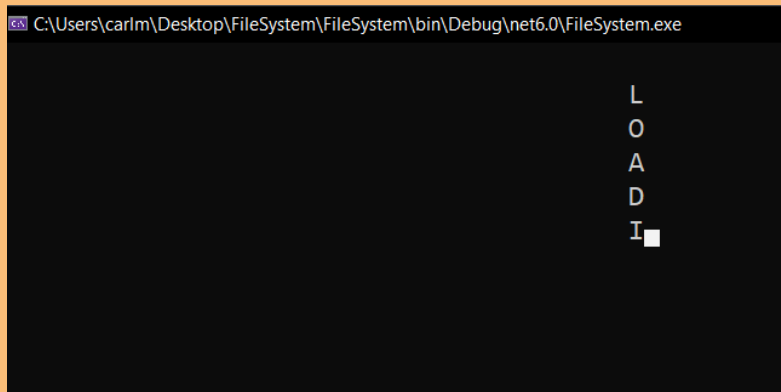 C:\Users\carlm\Desktop\FileSystem\FileSystem\bin\Debug\net6.0\FileSystem.exe
L
O
A
D
I